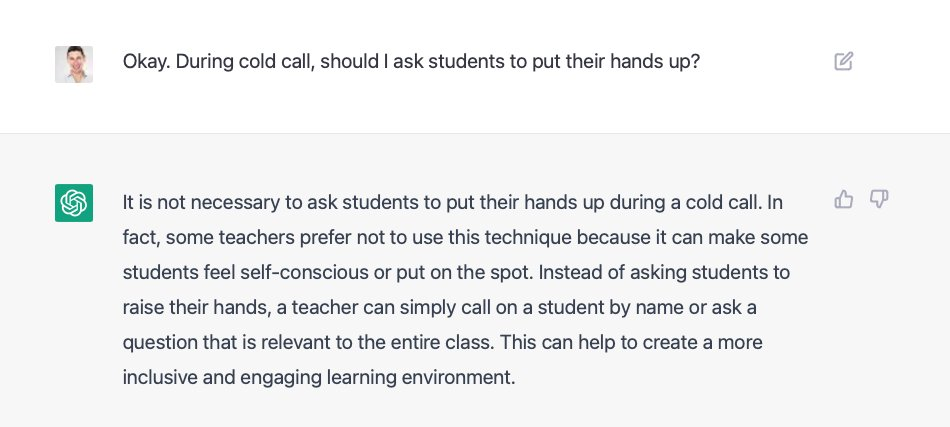 Okay. During cold call, should I ask students to put their hands up?
It is not necessary to ask students to put their hands up during a cold call. In
fact, some teachers prefer not to use this technique because it can make some
students feel self-conscious or put on the spot. Instead of asking students to
raise their hands, a teacher can simply call on a student by name or ask a
question that is relevant to the entire class. This can help to create a more
inclusive and engaging learning environment.